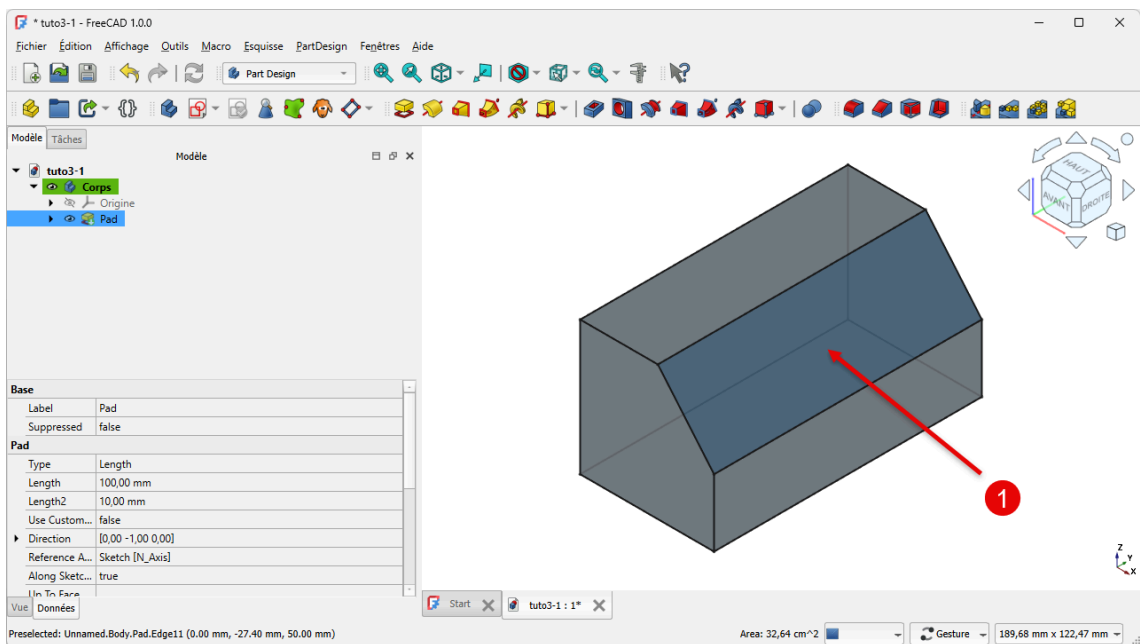 * tuto3-1 - FreeCAD 1.0.0
Fichier Édition Affichage Outils Macro Esquisse PartDesign Fenêtres Aide
Part Design
Modèle Tâches
Modèle
tuto3-1
Corps
Origine
Pad
HAUT
AVANT
DROITE
1
Base
Label Pad
Suppressed false
Pad
Type Length
Length 100,00 mm
Length2 10,00 mm
Use Custom... false
Direction [0,00 -1,00 0,00]
Reference A... Sketch [N_Axis]
Along Sketc... true
Up To Face
Z
Y
X
Vue Données
Start tuto3-1 : 1*
Preselected: Unnamed.Body.Pad.Edge11 (0.00 mm, -27.40 mm, 50.00 mm) Area: 32,64 cm^2 Gesture 189,68 mm x 122,47 mm